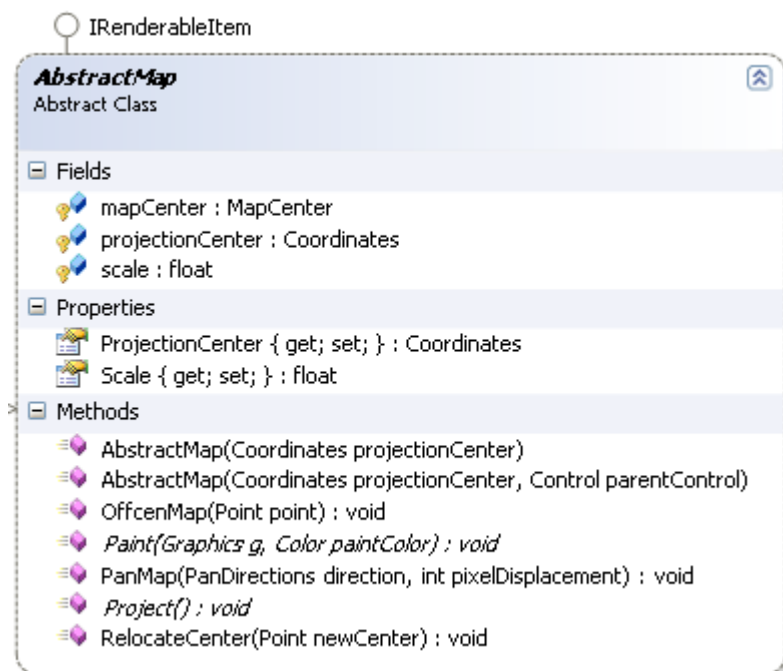 IRenderableItem
AbstractMap
Abstract Class
Fields
mapCenter : MapCenter
projectionCenter : Coordinates
scale : float
Properties
ProjectionCenter { get; set; } : Coordinates
Scale { get; set; } : float
Methods
AbstractMap(Coordinates projectionCenter)
AbstractMap(Coordinates projectionCenter, Control parentControl)
OffcenMap(Point point) : void
Paint(Graphics g, Color paintColor) : void
PanMap(PanDirections direction, int pixelDisplacement) : void
Project() : void
RelocateCenter(Point newCenter) : void